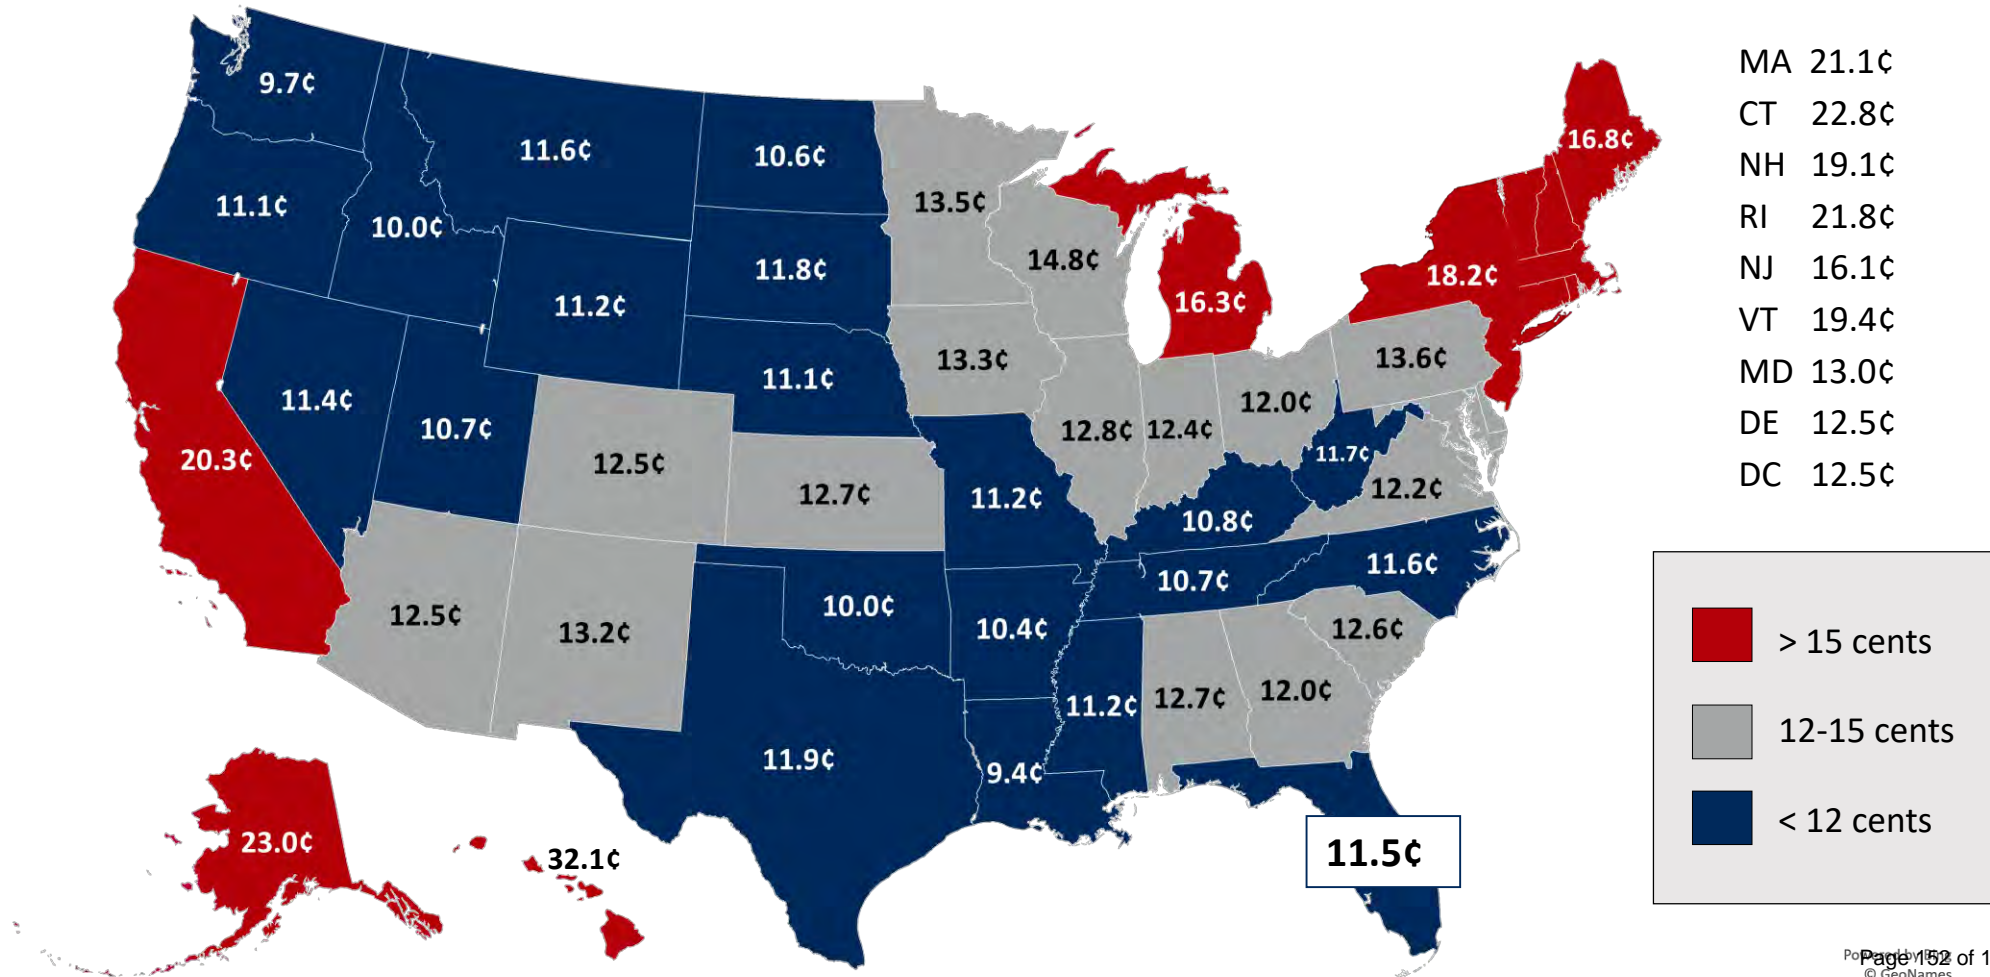 9.7¢
11.6¢
10.6¢
11.1¢
10.0¢
13.5¢
14.8¢
11.8¢
11.2¢
16.3¢
18.2¢
16.8¢
13.3¢
13.6¢
11.1¢
11.4¢
10.7¢
20.3¢
12.5¢
12.7¢
11.2¢
12.8¢
12.4¢
12.0¢
11.7¢
12.2¢
10.8¢
11.6¢
10.7¢
12.5¢
13.2¢
10.0¢
10.4¢
12.6¢
11.9¢
9.4¢
11.2¢
12.7¢
12.0¢
11.5¢
23.0¢
32.1¢
MA 21.1¢
CT 22.8¢
NH 19.1¢
RI 21.8¢
NJ 16.1¢
VT 19.4¢
MD 13.0¢
DE 12.5¢
DC 12.5¢
> 15 cents
12-15 cents
< 12 cents
Powered by Bing
Page 152 of 1
© GeoNames